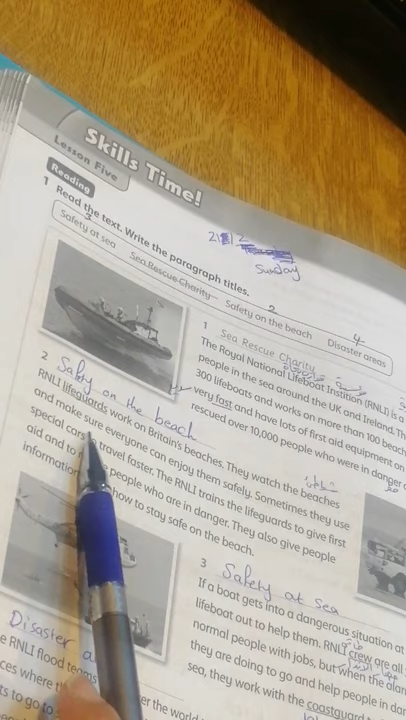 Skills Time!
Lesson Five
Reading
1 Read the text. Write the paragraph titles.
2 Sunday
3 2 4
Safety at sea Sea Rescue Charity Safety on the beach Disaster areas
1 Sea Rescue Charity
The Royal National Lifeboat Institution (RNLI) is a
people in the sea around the UK and Ireland. Th
300 lifeboats and works on more than 100 beach
very fast and have lots of first aid equipment on
rescued over 10,000 people who were in danger
2 Safty on the beach
RNLI lifeguards work on Britain's beaches. They watch the beaches
and make sure everyone can enjoy them safely. Sometimes they use
special cars travel faster. The RNLI trains the lifeguards to give first
aid and to people who are in danger. They also give people
information how to stay safe on the beach.
3 Safety at sea
If a boat gets into a dangerous situation at
lifeboat out to help them. RNLI crew are all
normal people with jobs, but when the alar
they are doing to go and help people in dan
sea, they work with the coastguard
Disaster a
e RNLI flood teams er the world
ces where
ts to go to